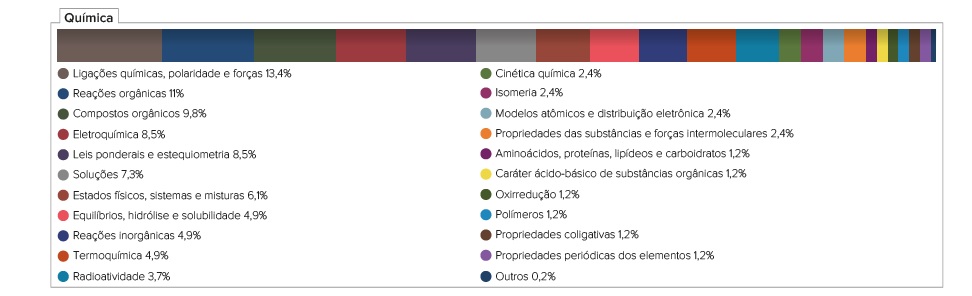 Química
Ligações químicas, polaridade e forças 13,4%
Reações orgânicas 11%
Compostos orgânicos 9,8%
Eletroquímica 8,5%
Leis ponderais e estequiometria 8,5%
Soluções 7,3%
Estados físicos, sistemas e misturas 6,1%
Equilíbrios, hidrólise e solubilidade 4,9%
Reações inorgânicas 4,9%
Termoquímica 4,9%
Radioatividade 3,7%
Cinética química 2,4%
Isomeria 2,4%
Modelos atômicos e distribuição eletrônica 2,4%
Propriedades das substâncias e forças intermoleculares 2,4%
Aminoácidos, proteínas, lipídeos e carboidratos 1,2%
Caráter ácido-básico de substâncias orgânicas 1,2%
Oxirredução 1,2%
Polímeros 1,2%
Propriedades coligativas 1,2%
Propriedades periódicas dos elementos 1,2%
Outros 0,2%